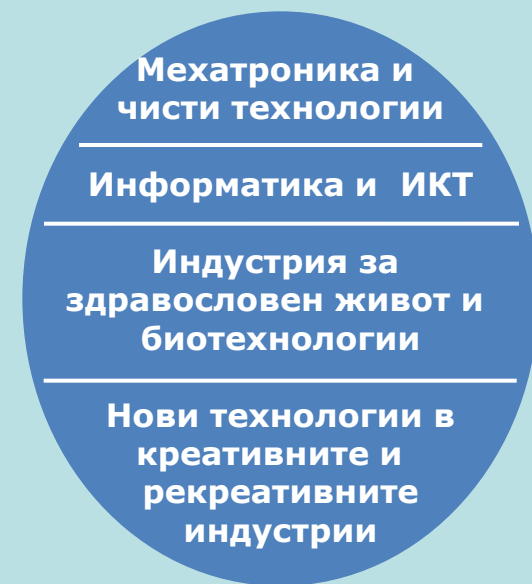 Мехатроника и
чисти технологии
Информатика и ИКТ
Индустрия за
здравословен живот и
биотехнологии
Нови технологии в
креативните и
рекреативните
индустрии